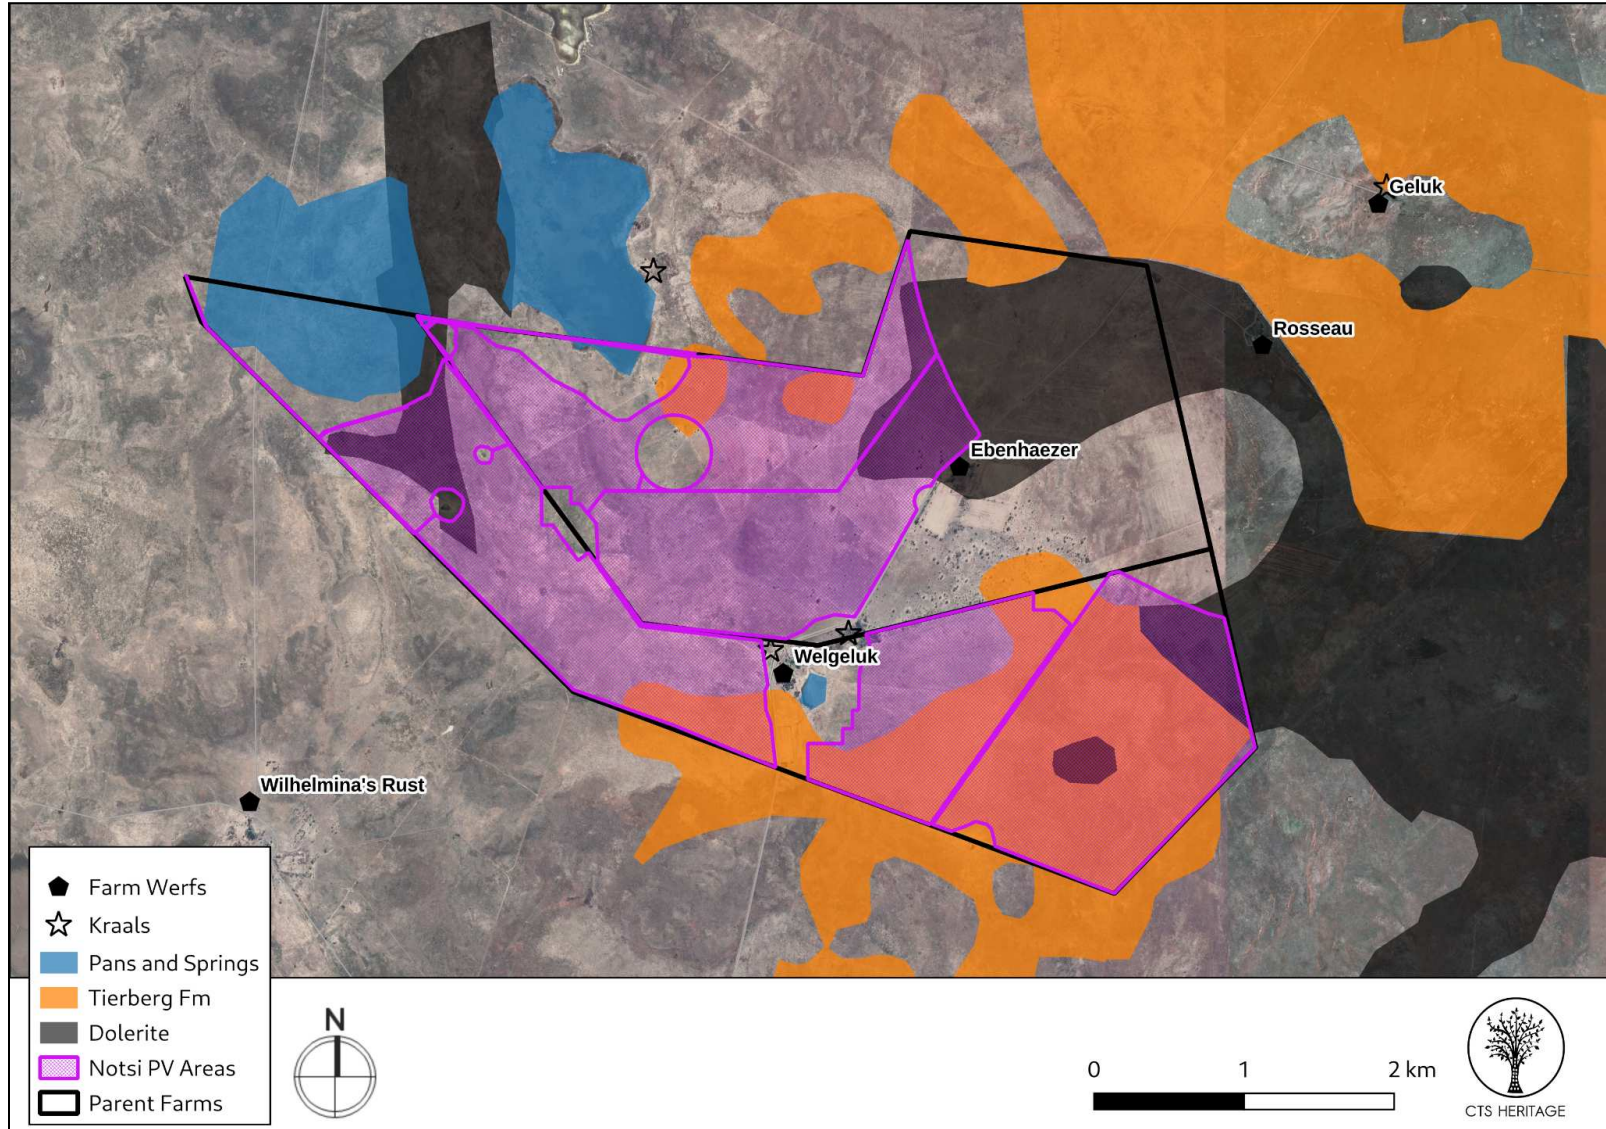 Geluk
Rosseau
Ebenhaezer
Welgeluk
Wilhelmina's Rust
Farm Werfs
Kraals
Pans and Springs
Tierberg Fm
Dolerite
Notsi PV Areas
Parent Farms
N
0 1 2 km
CTS HERITAGE